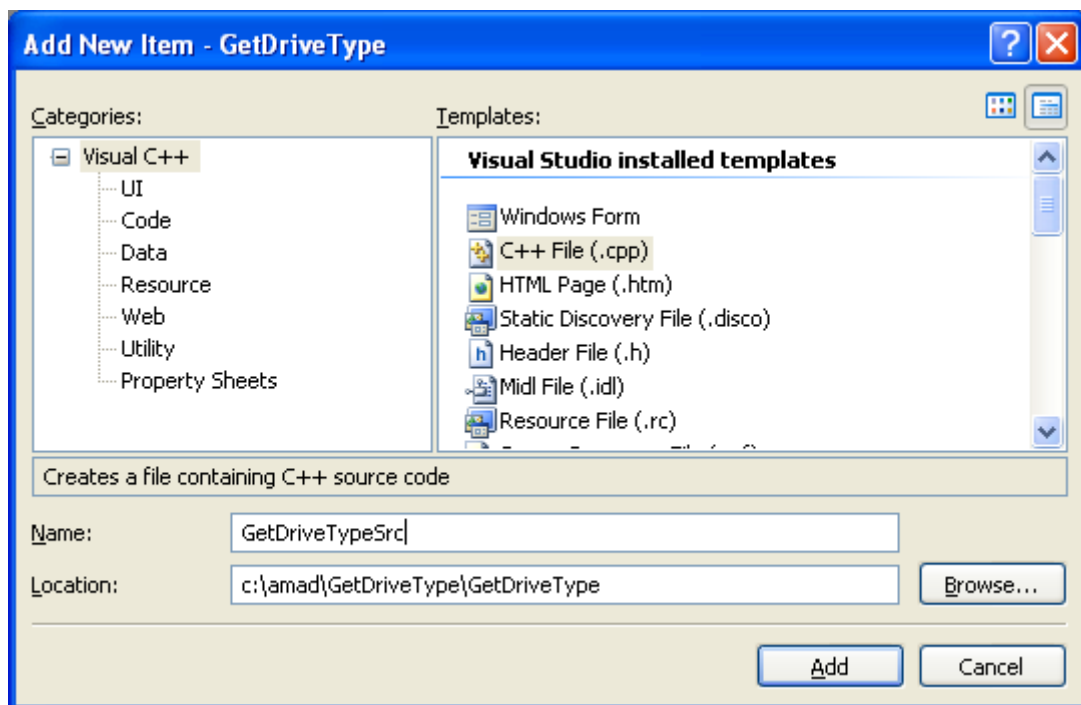 Add New Item - GetDriveType
Categories:
Templates:
Visual C++
UI
Code
Data
Resource
Web
Utility
Property Sheets
Visual Studio installed templates
Windows Form
C++ File (.cpp)
HTML Page (.htm)
Static Discovery File (.disco)
Header File (.h)
Midl File (.idl)
Resource File (.rc)
Creates a file containing C++ source code
Name:
GetDriveTypeSrc
Location:
c:\amad\GetDriveType\GetDriveType
Browse...
Add
Cancel